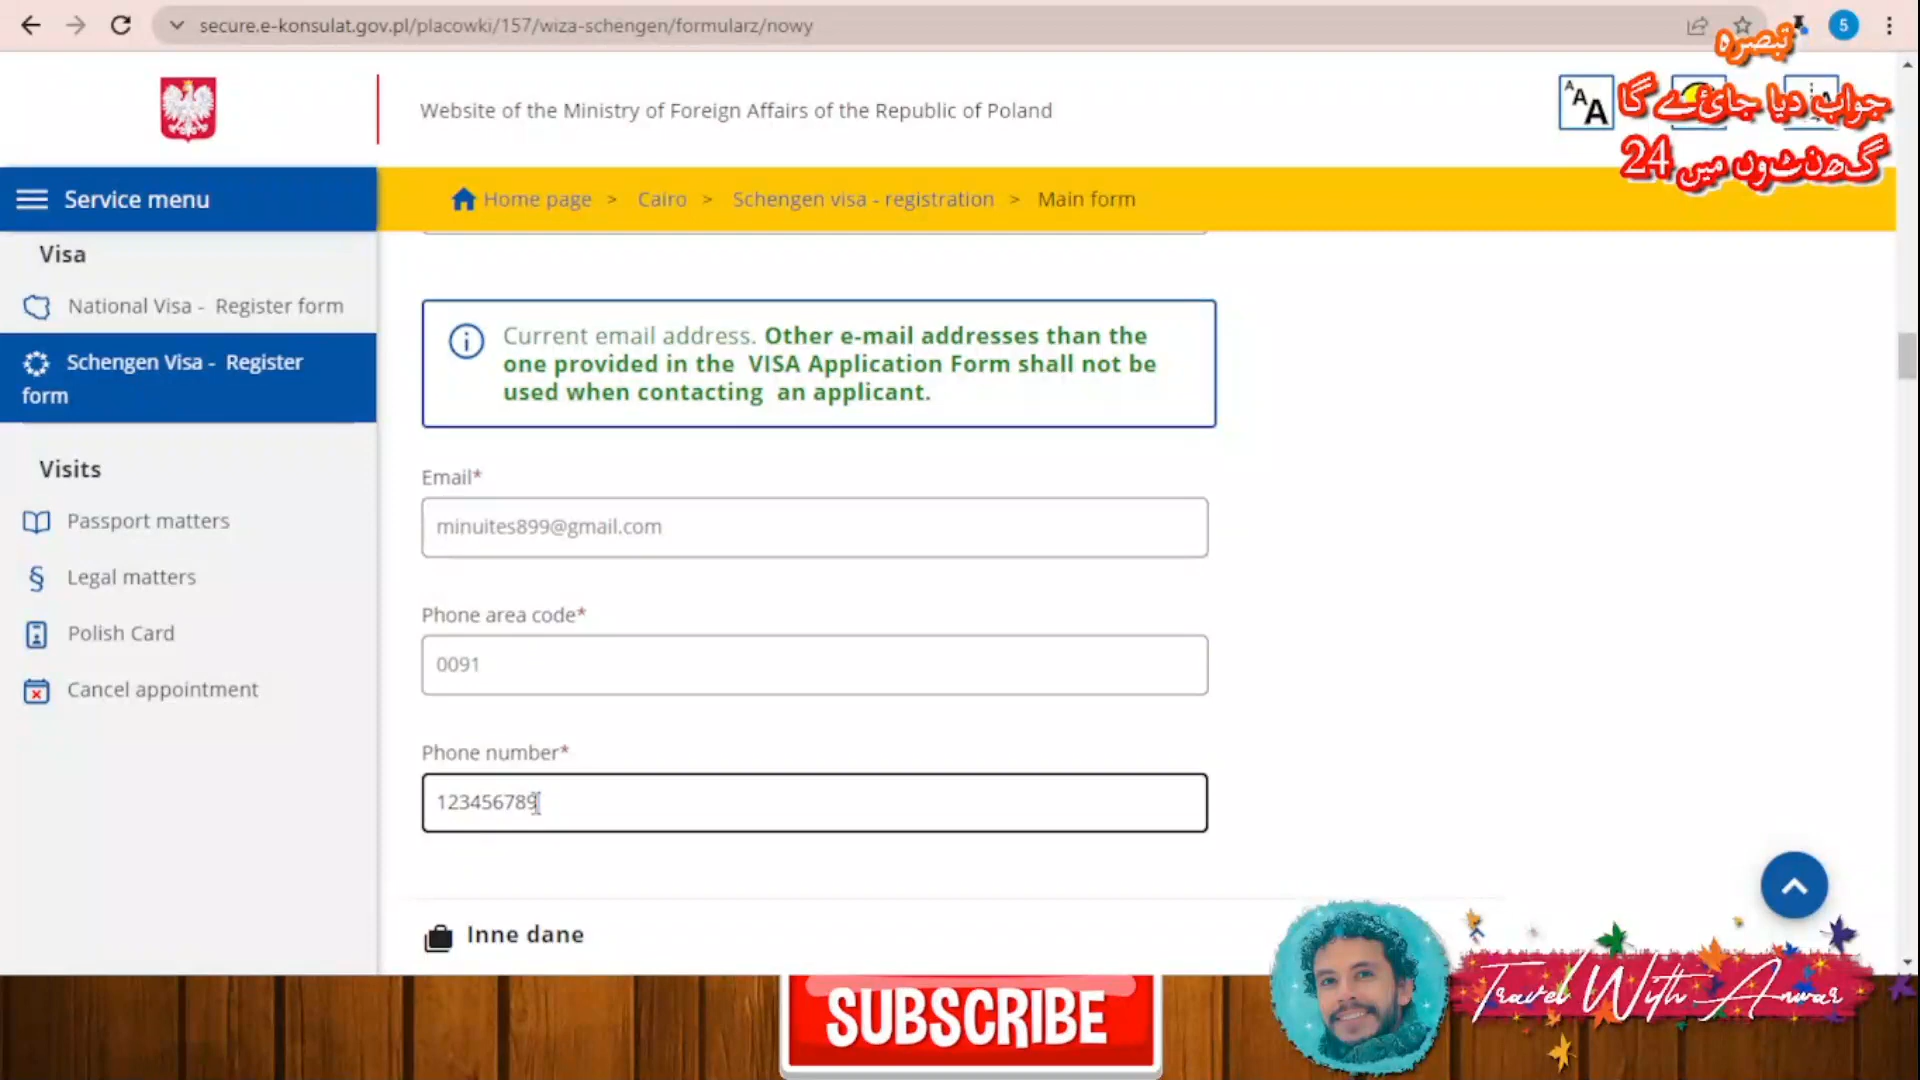 secure.e-konsulat.gov.pl/placowki/157/wiza-schengen/formularz/nowy
5
تبصرہ
جواب دیا جائے گا
24 گھنٹوں میں
AAA
Website of the Ministry of Foreign Affairs of the Republic of Poland
Service menu
Home page > Cairo > Schengen visa - registration > Main form
Visa
National Visa - Register form
Schengen Visa - Register
form
Visits
Passport matters
§ Legal matters
Polish Card
Cancel appointment
Current email address. Other e-mail addresses than the
one provided in the VISA Application Form shall not be
used when contacting an applicant.
Email*
minuites899@gmail.com
Phone area code*
0091
Phone number*
123456789
Inne dane
SUBSCRIBE
Travel With Anwar